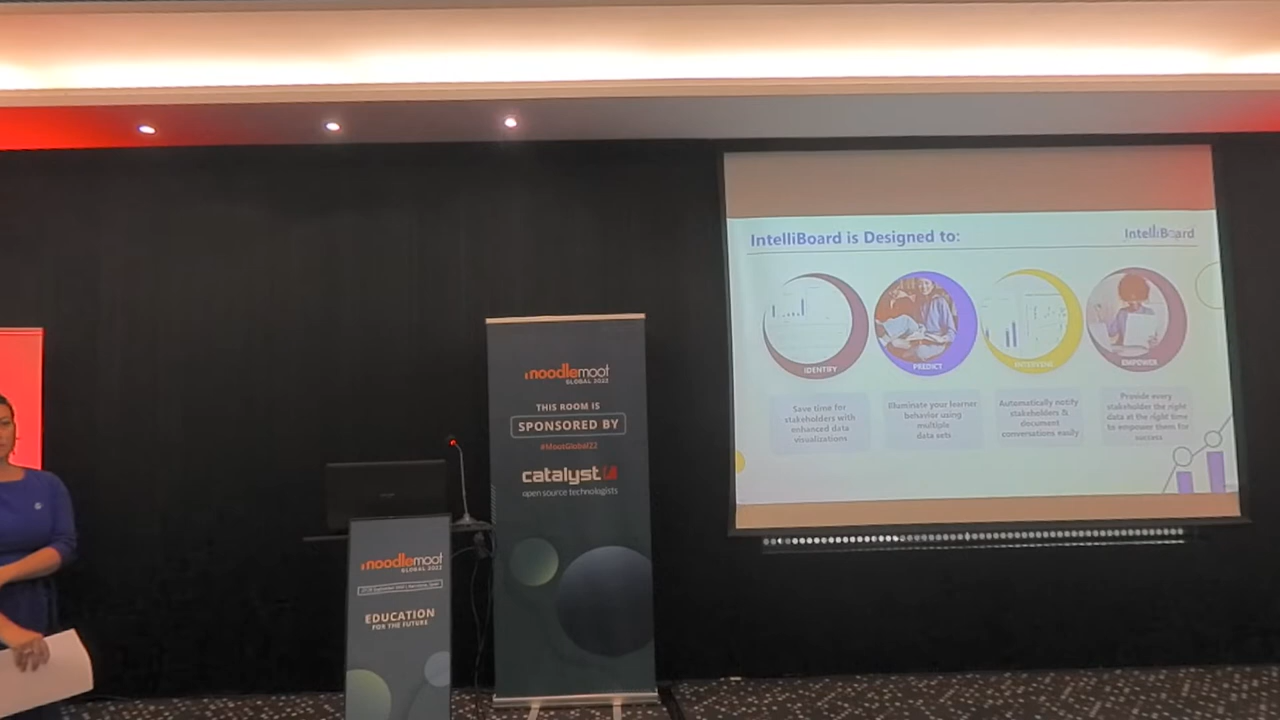 IntelliBoard is Designed to:
IntelliBoard
IDENTIFY
PREDICT
INTERVENE
EMPOWER
Save time for
stakeholders with
enhanced data
visualizations
Illuminate your learner
behavior using
multiple
data sets
Automatically notify
stakeholders &
document
conversations easily
Provide every
stakeholder the right
data at the right time
to empower them for
success
moodlemoot
GLOBAL 2022
THIS ROOM IS
SPONSORED BY
#MootGlobal22
catalyst
open source technologists
moodlemoot
GLOBAL 2022
EDUCATION
FOR THE FUTURE